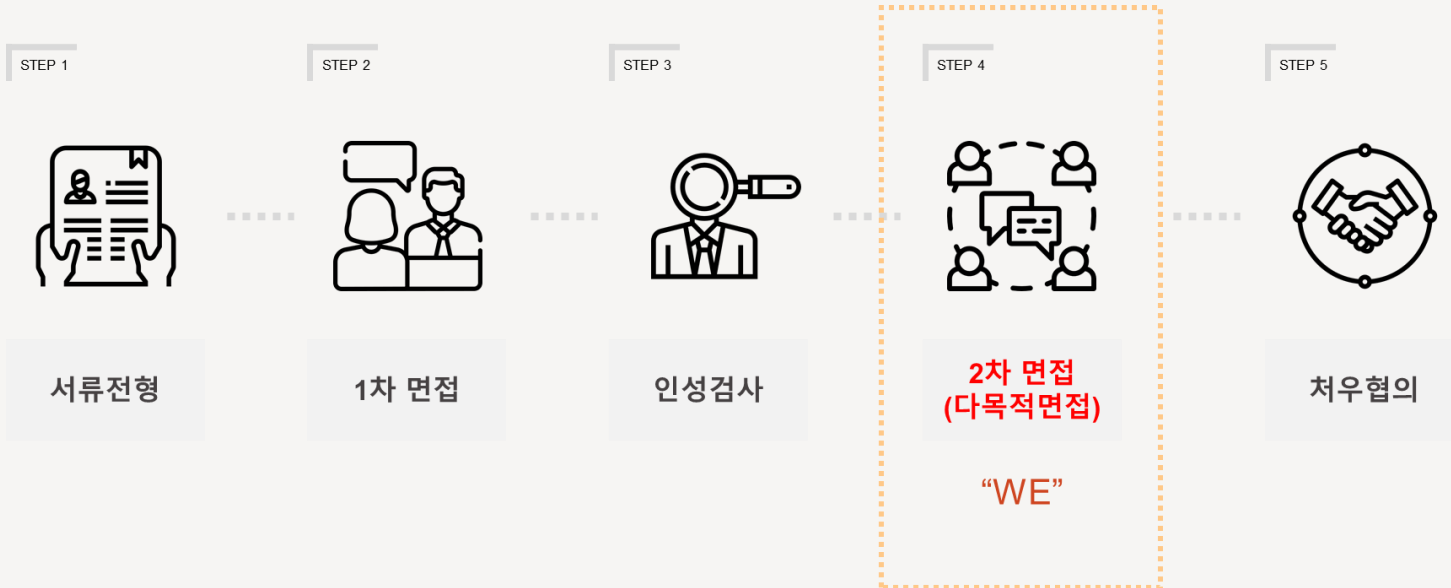 STEP 1
STEP 2
STEP 3
STEP 4
STEP 5
서류전형
1차 면접
인성검사
2차 면접
(다목적면접)
처우협의
“WE”